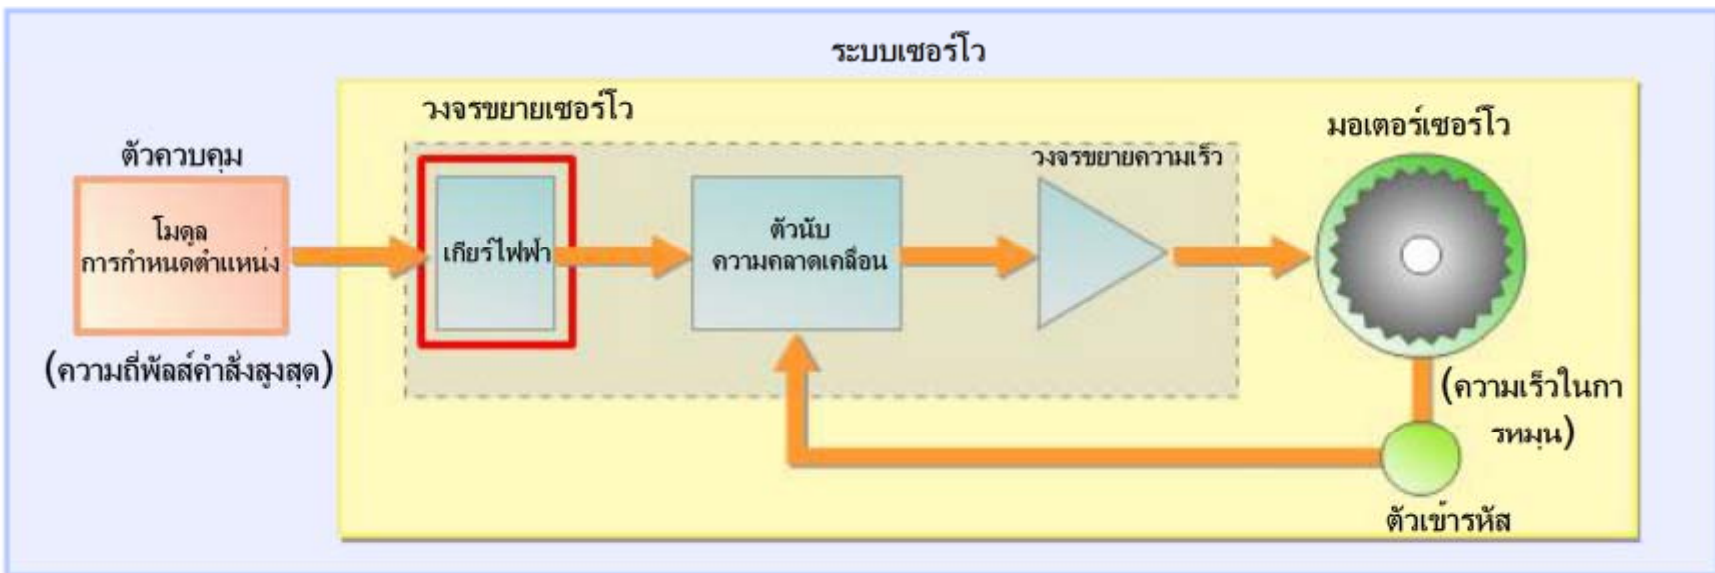 ระบบเซอร์โว
วงจรขยายเซอร์โว
มอเตอร์เซอร์โว
ตัวควบคุม
วงจรขยายความเร็ว
โมดูล
การกำหนดตำแหน่ง
เกียร์ไฟฟ้า
ตัวนับ
ความคลาดเคลื่อน
(ความถี่พัลส์คำสั่งสูงสุด)
(ความเร็วในกา
รหมุน)
ตัวเข้ารหัส